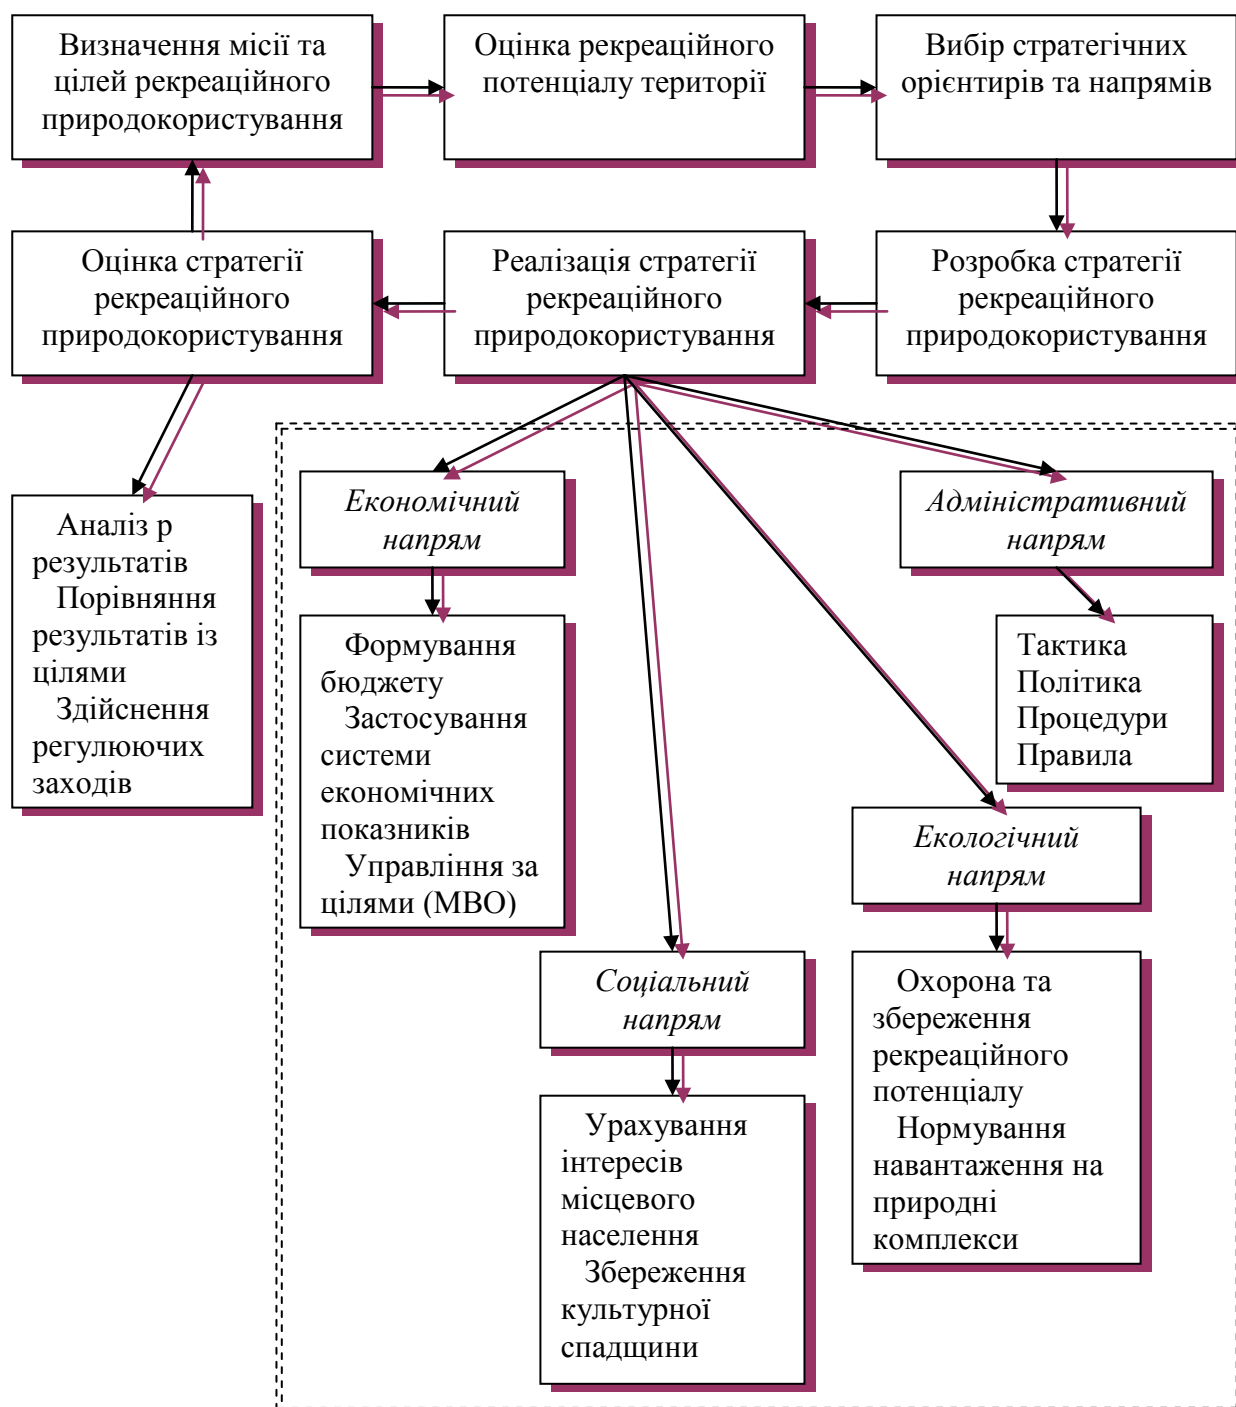 Визначення місії та
цілей рекреаційного
природокористування
Оцінка рекреаційного
потенціалу території
Вибір стратегічних
орієнтирів та напрямів
Оцінка стратегії
рекреаційного
природокористування
Реалізація стратегії
рекреаційного
природокористування
Розробка стратегії
рекреаційного
природокористування
Аналіз р
результатів
Порівняння
результатів із
цілями
Здійснення
регулюючих
заходів
Економічний
напрям
Адміністративний
напрям
Формування
бюджету
Застосування
системи
економічних
показників
Управління за
цілями (МВО)
Тактика
Політика
Процедури
Правила
Екологічний
напрям
Соціальний
напрям
Охорона та
збереження
рекреаційного
потенціалу
Нормування
навантаження на
природні
комплекси
Урахування
інтересів
місцевого
населення
Збереження
культурної
спадщини